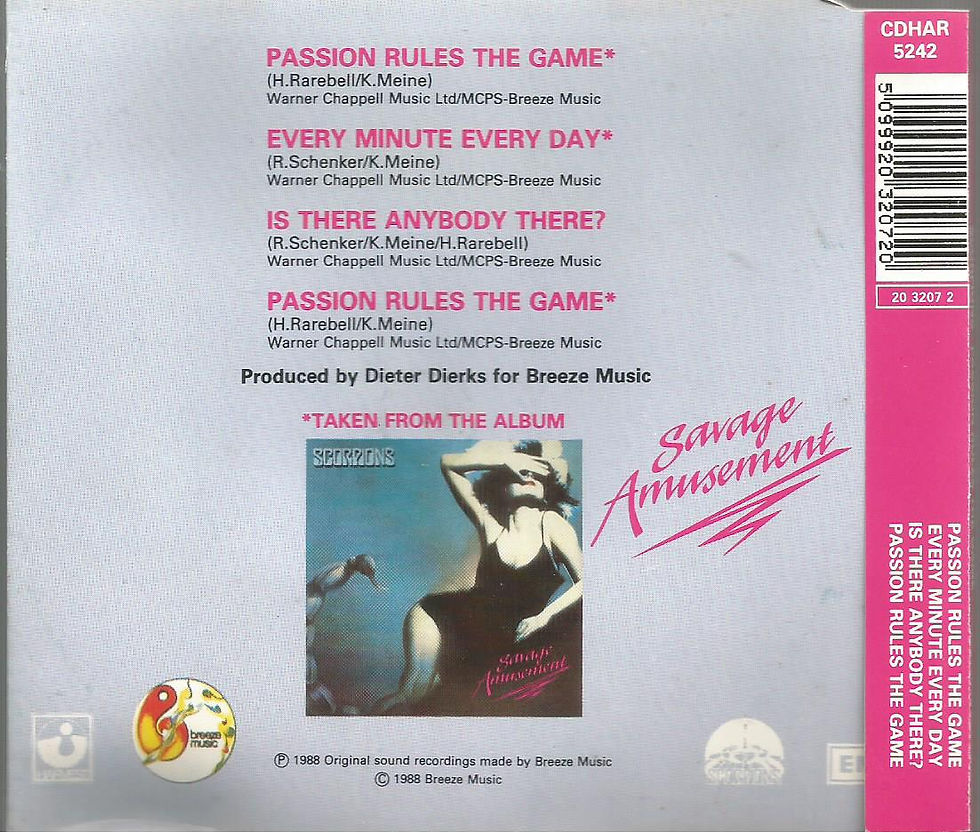 PASSION RULES THE GAME*
(H.Rarebell/K.Meine)
Warner Chappell Music Ltd/MCPS-Breeze Music
EVERY MINUTE EVERY DAY*
(R.Schenker/K.Meine)
Warner Chappell Music Ltd/MCPS-Breeze Music
IS THERE ANYBODY THERE?
(R.Schenker/K.Meine/H.Rarebell)
Warner Chappell Music Ltd/MCPS-Breeze Music
PASSION RULES THE GAME*
(H.Rarebell/K.Meine)
Warner Chappell Music Ltd/MCPS-Breeze Music
Produced by Dieter Dierks for Breeze Music
*TAKEN FROM THE ALBUM
SCORPIONS
Savage
Amusement
Savage
Amusement
breeze
music
Ⓟ 1988 Original sound recordings made by Breeze Music
© 1988 Breeze Music
SCORPIONS
CDHAR
5242
5099920320720
20 3207 2
PASSION RULES THE GAME
EVERY MINUTE EVERY DAY
IS THERE ANYBODY THERE?
PASSION RULES THE GAME